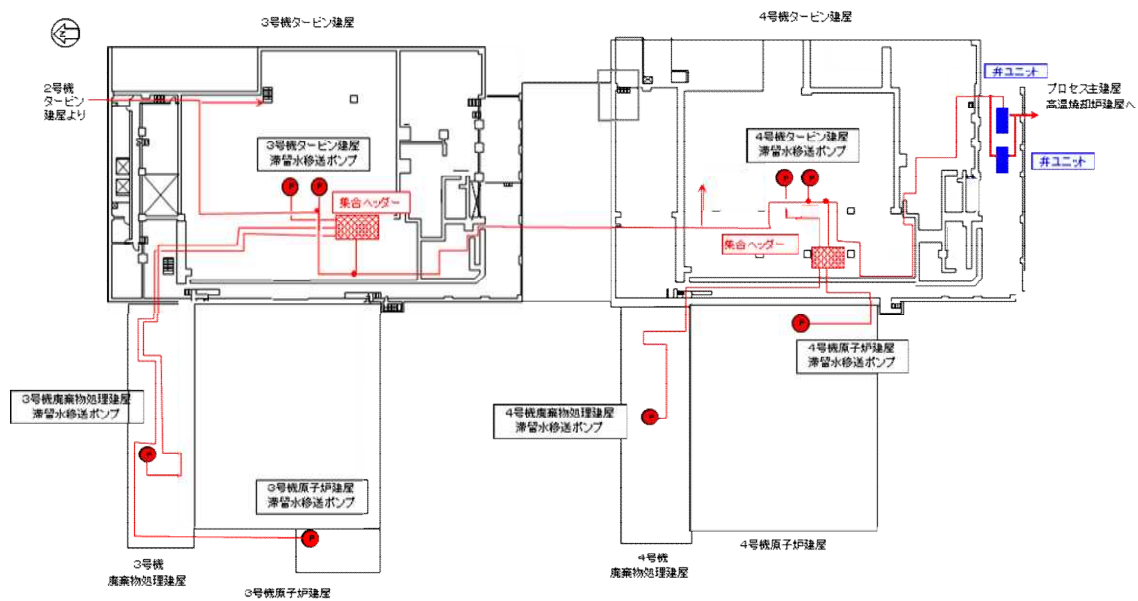 3号機タービン建屋
4号機タービン建屋
Z
2号機
タービン
建屋より
弁ユニット
プロセス主建屋
高温焼却炉建屋へ
3号機タービン建屋
滞留水移送ポンプ
4号機タービン建屋
滞留水移送ポンプ
弁ユニット
P
P
P
P
集合ヘッダー
集合ヘッダー
P
4号機原子炉建屋
滞留水移送ポンプ
3号機廃棄物処理建屋
滞留水移送ポンプ
4号機廃棄物処理建屋
滞留水移送ポンプ
P
P
3号機原子炉建屋
滞留水移送ポンプ
P
3号機
廃棄物処理建屋
3号機原子炉建屋
4号機
廃棄物処理建屋
4号機原子炉建屋